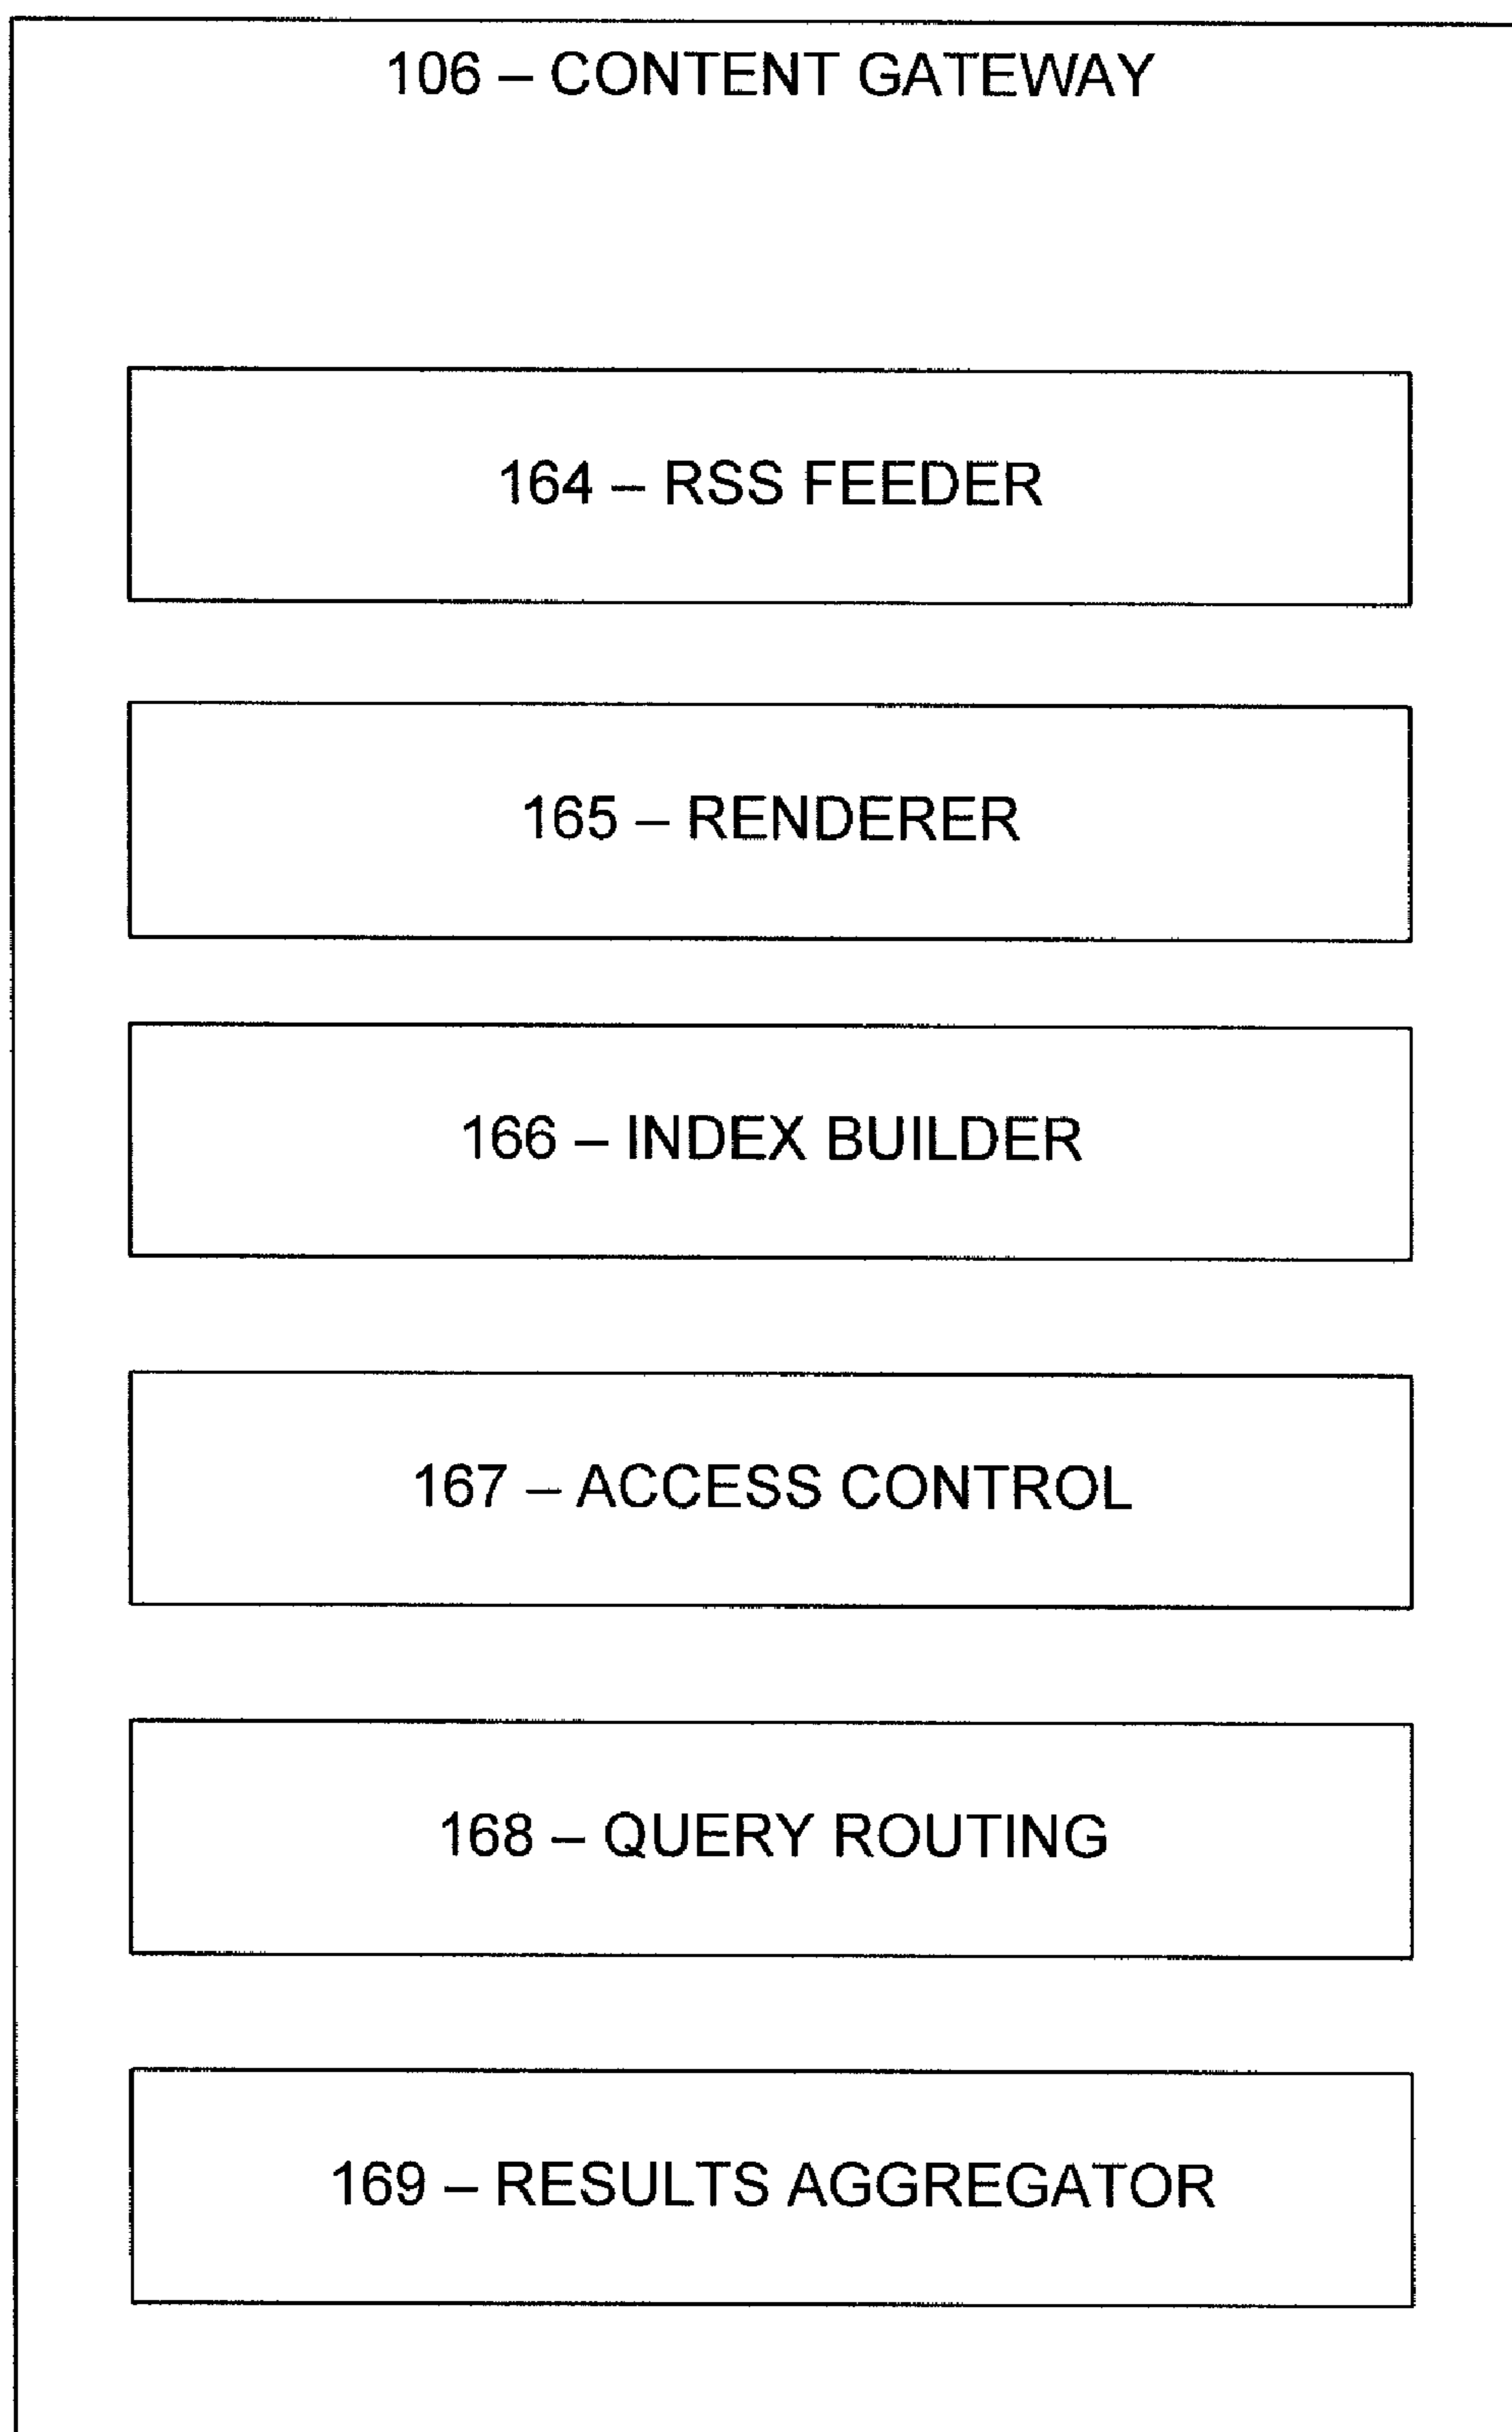 106 – CONTENT GATEWAY
164 – RSS FEEDER
165 – RENDERER
166 – INDEX BUILDER
167 – ACCESS CONTROL
168 – QUERY ROUTING
169 – RESULTS AGGREGATOR